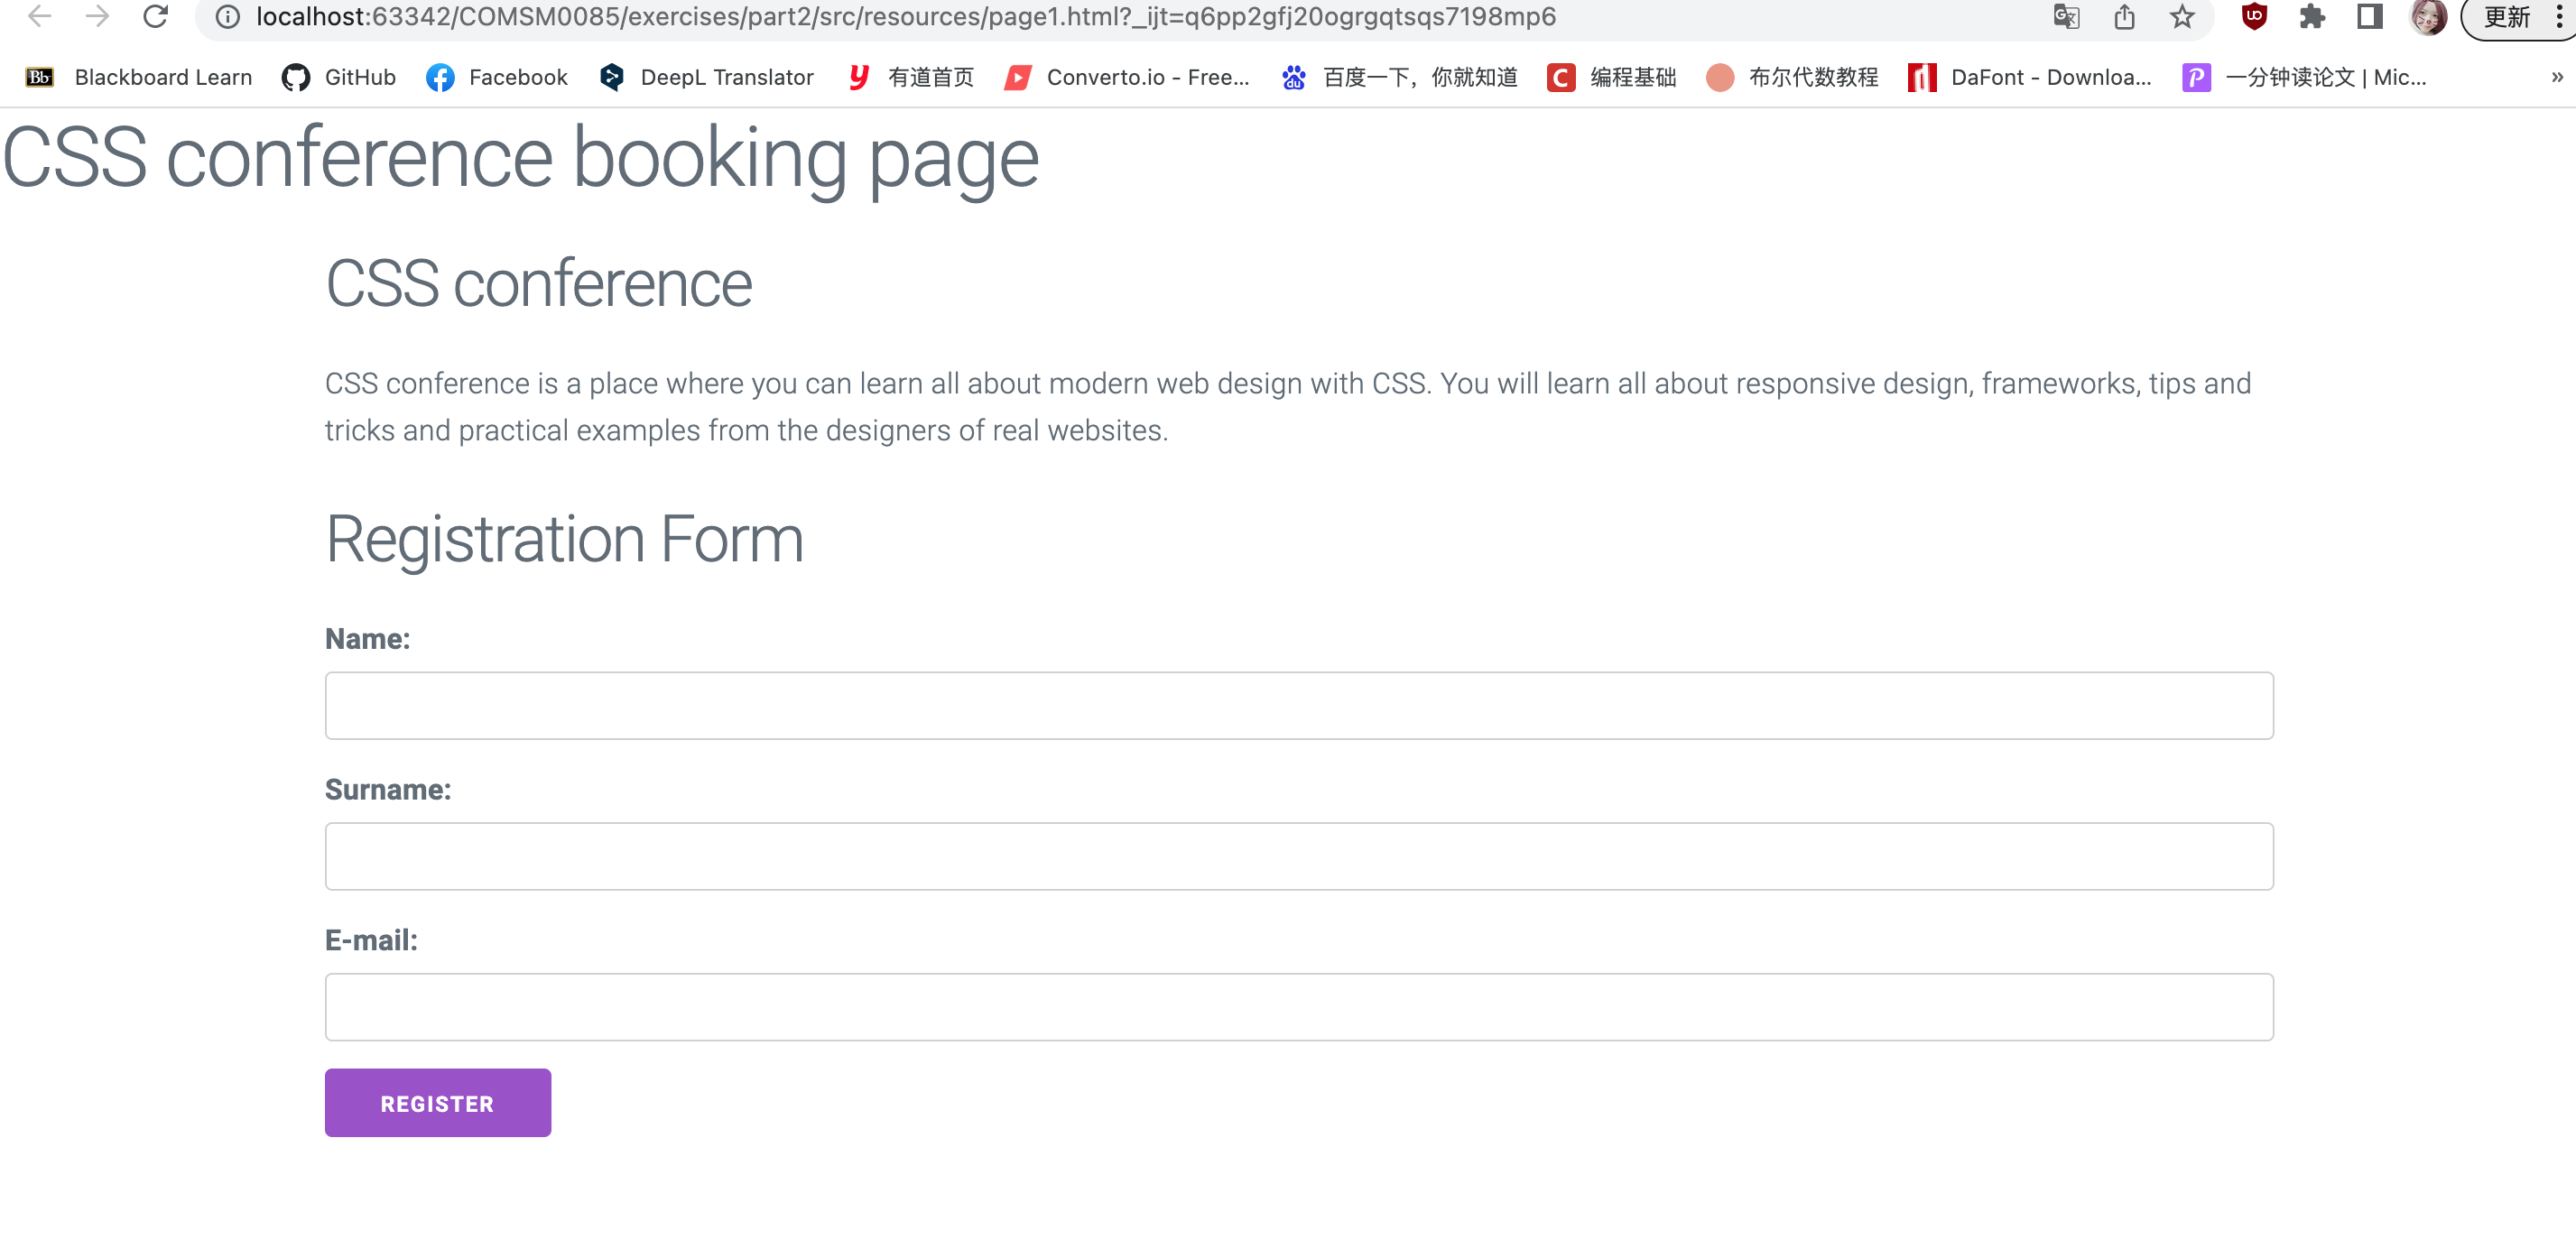 localhost:63342/COMSM0085/exercises/part2/src/resources/page1.html?_ijt=q6pp2gfj20ogrgqtsqs7198mp6 更新
Bb Blackboard Learn GitHub Facebook DeepL Translator y 有道首页 Converto.io - Free... du 百度一下，你就知道 C 编程基础 布尔代数教程 DaFont - Downloa... P 一分钟读论文 | Mic... »
CSS conference booking page
CSS conference
CSS conference is a place where you can learn all about modern web design with CSS. You will learn all about responsive design, frameworks, tips and
tricks and practical examples from the designers of real websites.
Registration Form
Name:
Surname:
E-mail:
REGISTER